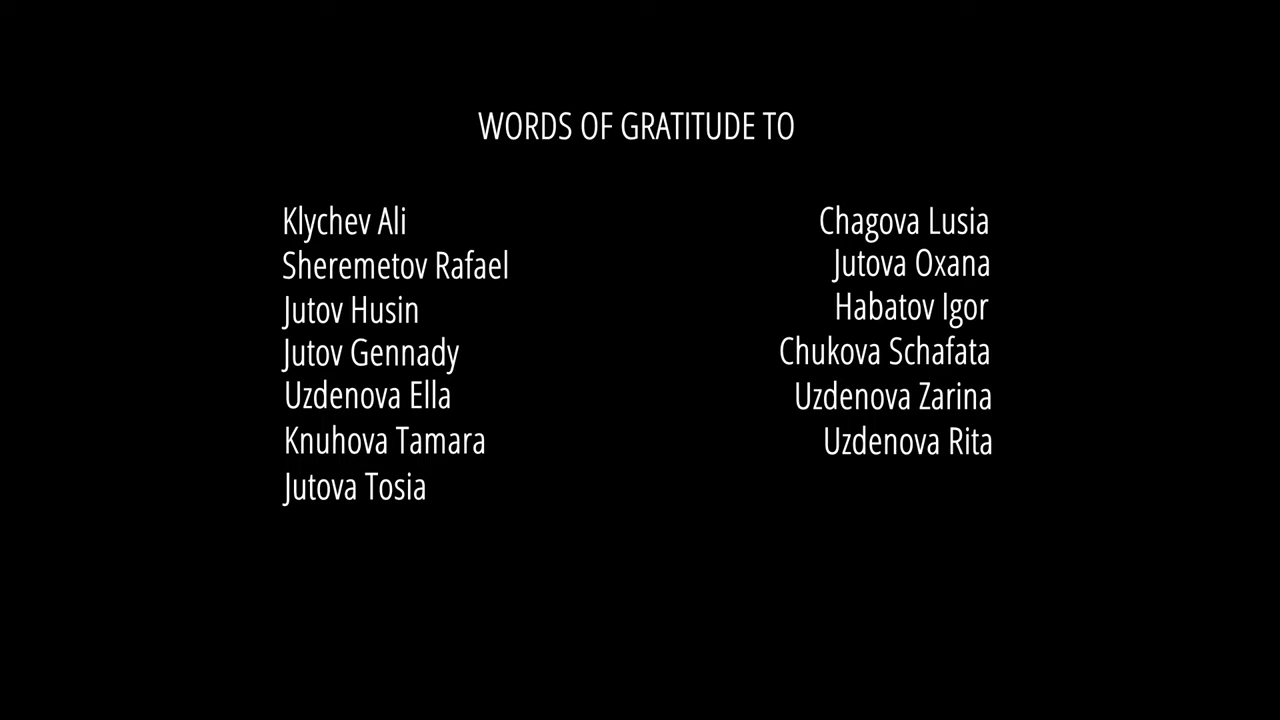 WORDS OF GRATITUDE TO
Klychev Ali
Sheremetov Rafael
Jutov Husin
Jutov Gennady
Uzdenova Ella
Knuhova Tamara
Jutova Tosia
Chagova Lusia
Jutova Oxana
Habatov Igor
Chukova Schafata
Uzdenova Zarina
Uzdenova Rita